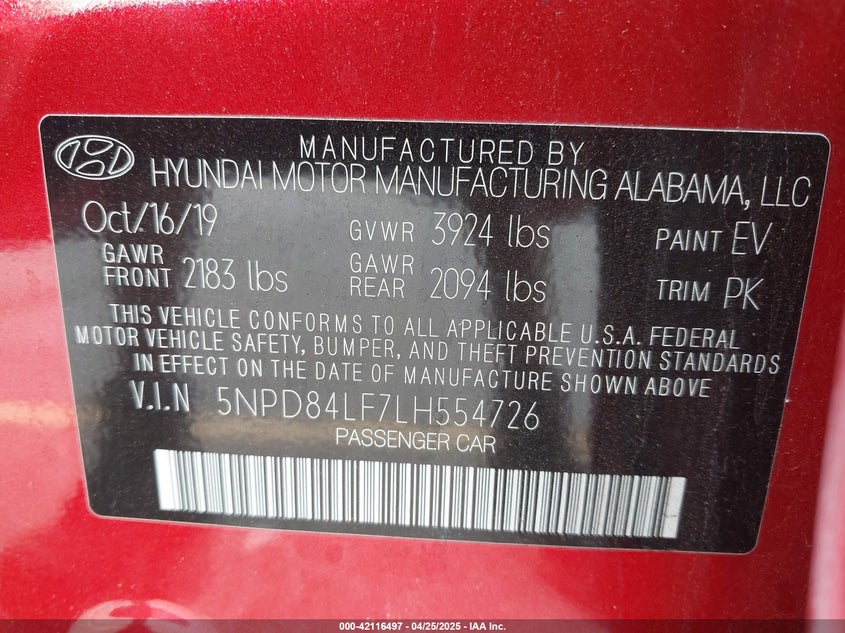 MANUFACTURED BY
HYUNDAI MOTOR MANUFACTURING ALABAMA, LLC
Oct/16/19 GVWR 3924 lbs PAINT EV
GAWR FRONT 2183 lbs GAWR REAR 2094 lbs TRIM PK
THIS VEHICLE CONFORMS TO ALL APPLICABLE U.S.A. FEDERAL
MOTOR VEHICLE SAFETY, BUMPER, AND THEFT PREVENTION STANDARDS
IN EFFECT ON THE DATE OF MANUFACTURE SHOWN ABOVE.
V.I.N 5NPD84LF7LH554726
PASSENGER CAR
000-42116497 - 04/25/2025 - IAA Inc.